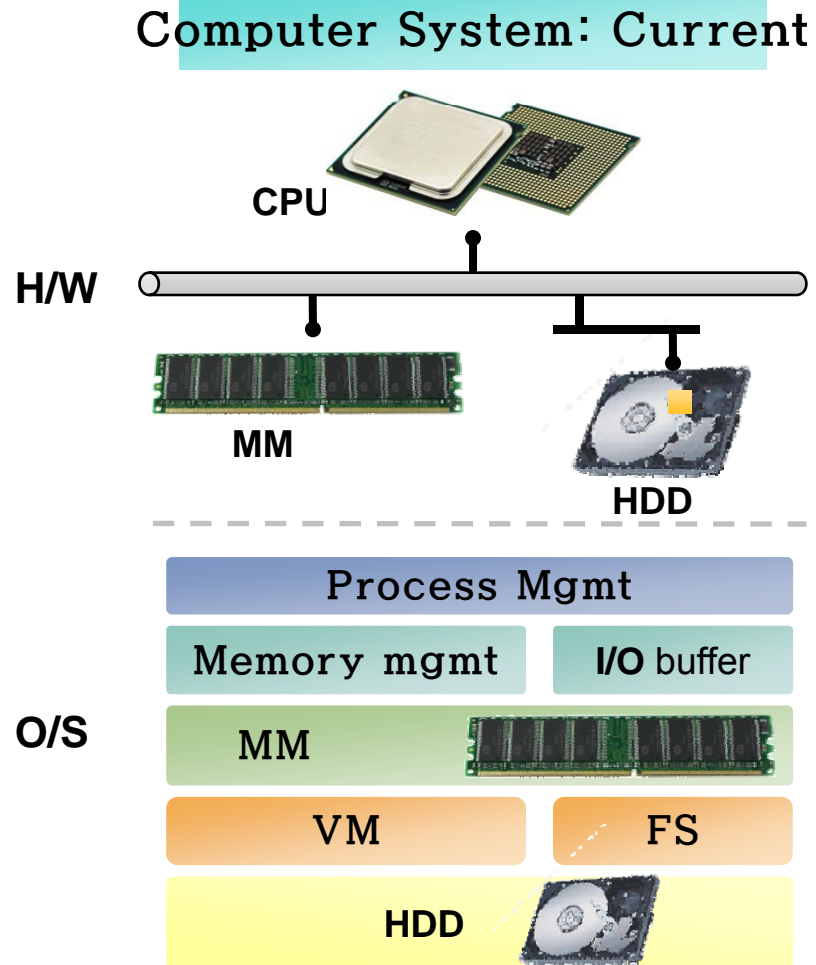 Computer System: Current
CPU
H/W
MM
HDD
Process Mgmt
Memory mgmt
I/O buffer
O/S
MM
VM
FS
HDD